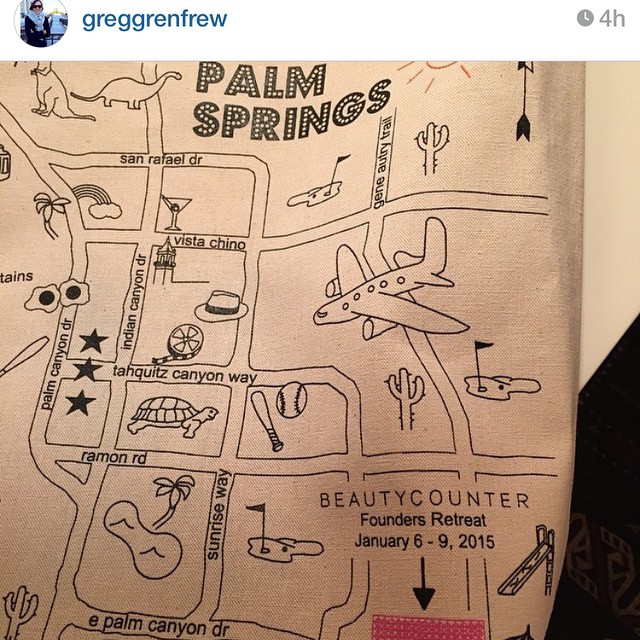 greggrenfrew
4h
PALM
SPRINGS
san rafael dr
gene autry trail
vista chino
tains
indian canyon dr
palm canyon dr
tahquitz canyon way
ramon rd
sunrise way
BEAUTYCOUNTER
Founders Retreat
January 6 - 9, 2015
e palm canyon dr